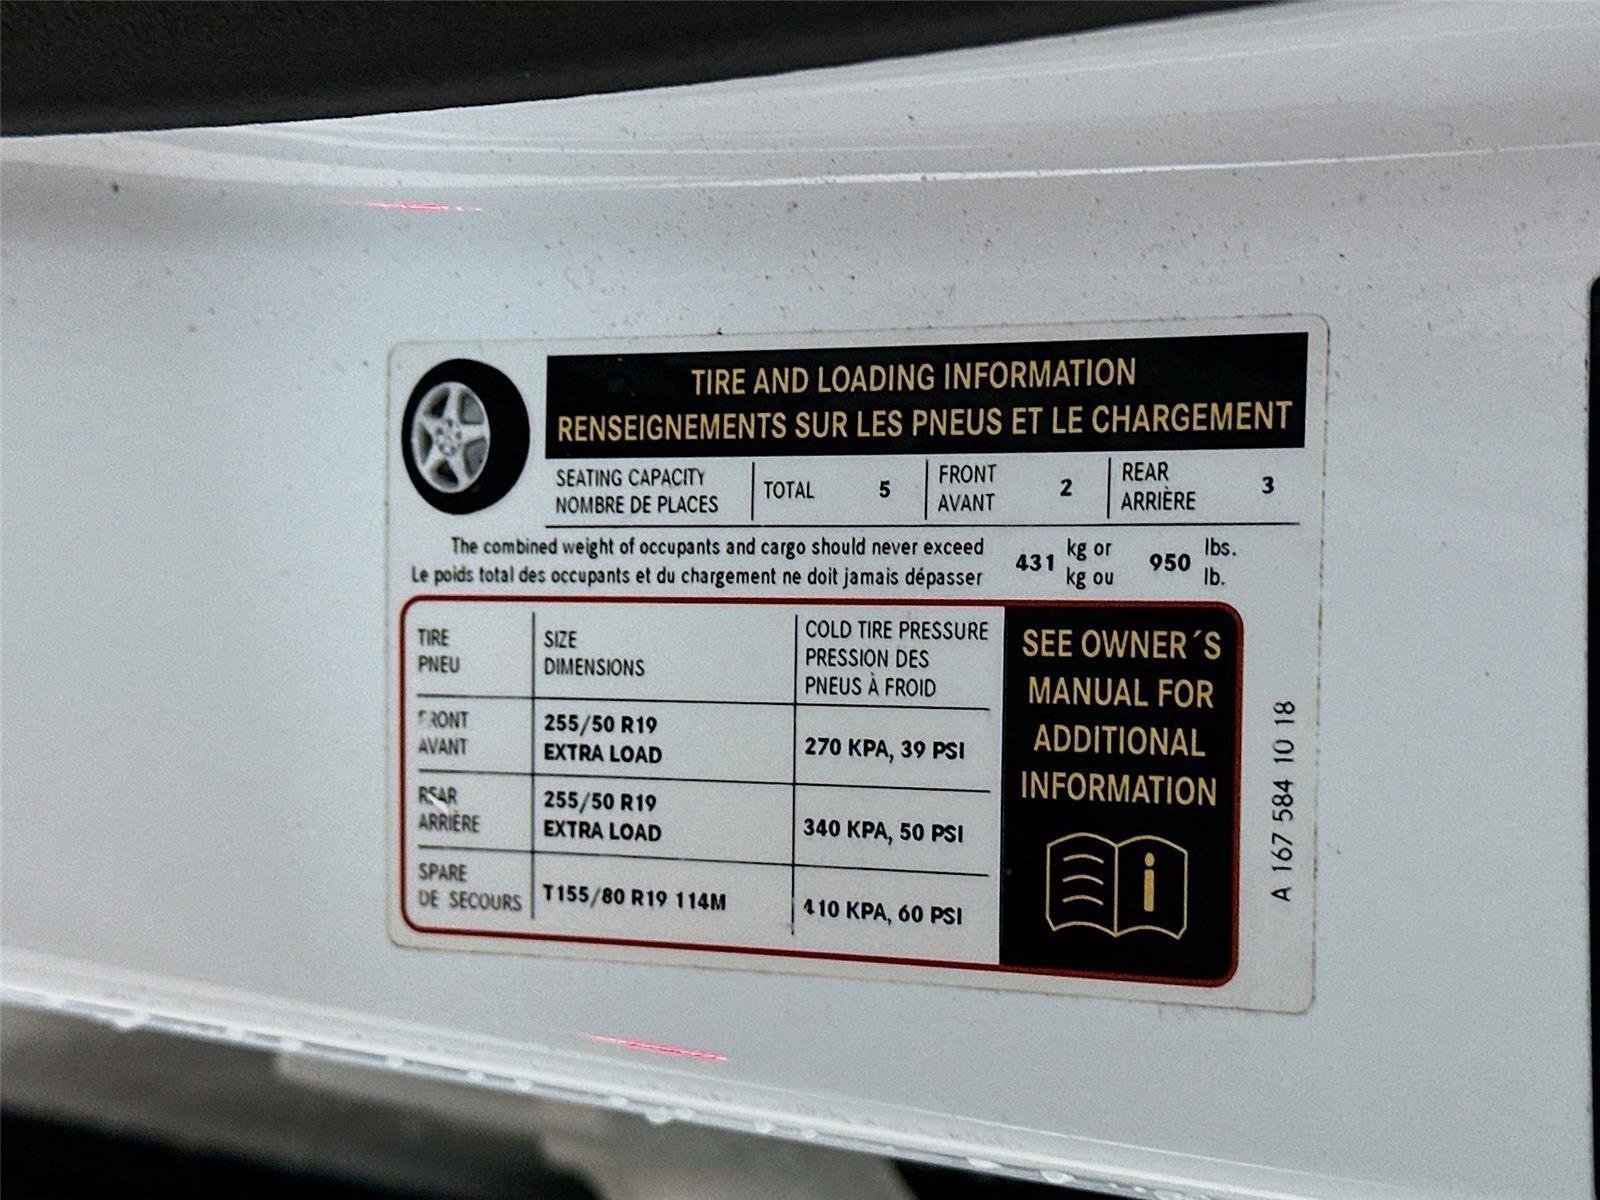 TIRE AND LOADING INFORMATION
RENSEIGNEMENTS SUR LES PNEUS ET LE CHARGEMENT
SEATING CAPACITY
NOMBRE DE PLACES
TOTAL 5
FRONT
AVANT
2
REAR
ARRIÈRE
3
The combined weight of occupants and cargo should never exceed
Le poids total des occupants et du chargement ne doit jamais dépasser
431 kg or
kg ou
950 lbs.
lb.
TIRE
PNEU
SIZE
DIMENSIONS
COLD TIRE PRESSURE
PRESSION DES
PNEUS À FROID
FRONT
AVANT
255/50 R19
EXTRA LOAD
270 KPA, 39 PSI
REAR
ARRIÈRE
255/50 R19
EXTRA LOAD
340 KPA, 50 PSI
SPARE
DE SECOURS
T155/80 R19 114M
410 KPA, 60 PSI
SEE OWNER´S
MANUAL FOR
ADDITIONAL
INFORMATION
i
A 167 584 10 18